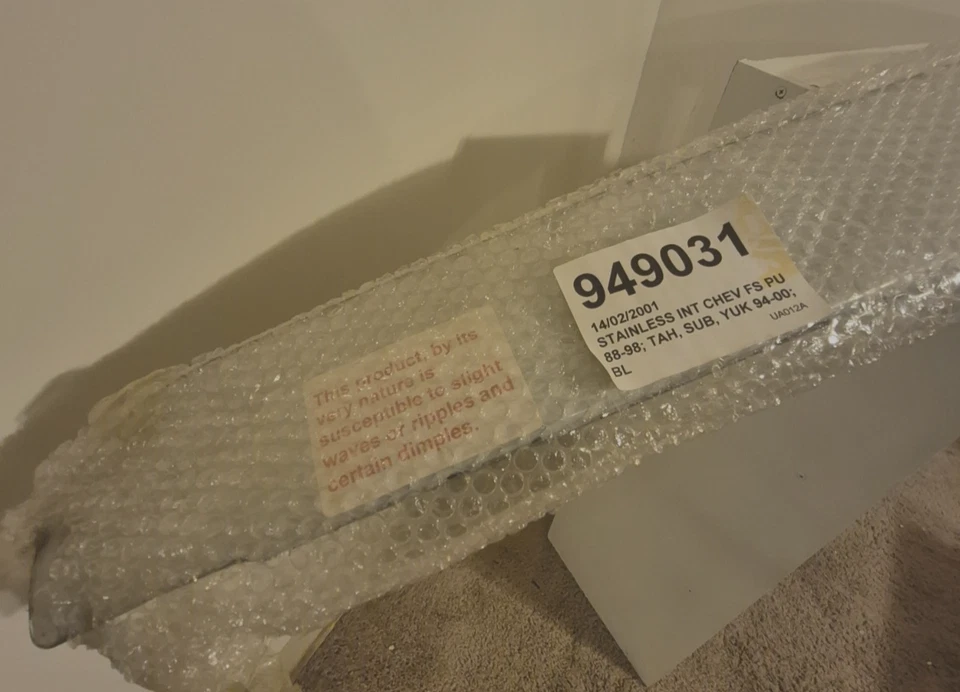 949031
14/02/2001
STAINLESS INT CHEV FS PU
88-98; TAH, SUB, YUK 94-00;
BL
UA012A
This product, by its
very nature is
susceptible to slight
waves or ripples and
certain dimples.